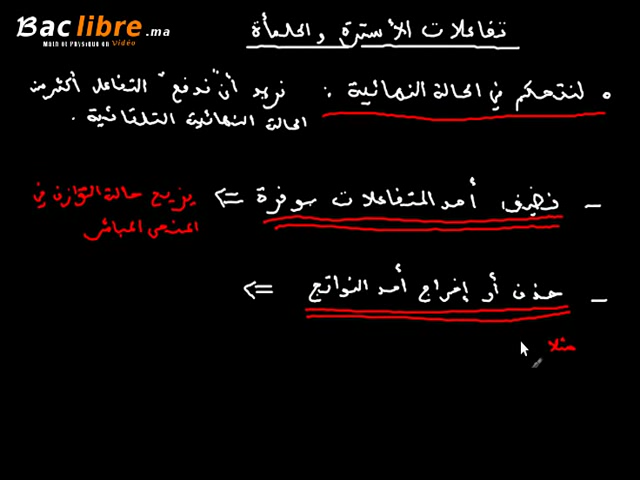 Baclibre.ma
Math et Physique en Vidéo
تفاعلات الأسترة والحلمأة
لنتحكم في الحالة النهائية : نريد أن "ندفع" التفاعل أكثر من
الحالة النهائية التلقائية .
- نضيف أحد المتفاعلات بوفرة => يزيح حالة التوازن في
المنحى المباشر
- حذف أو إخراج أحد النواتج =>
مثلا